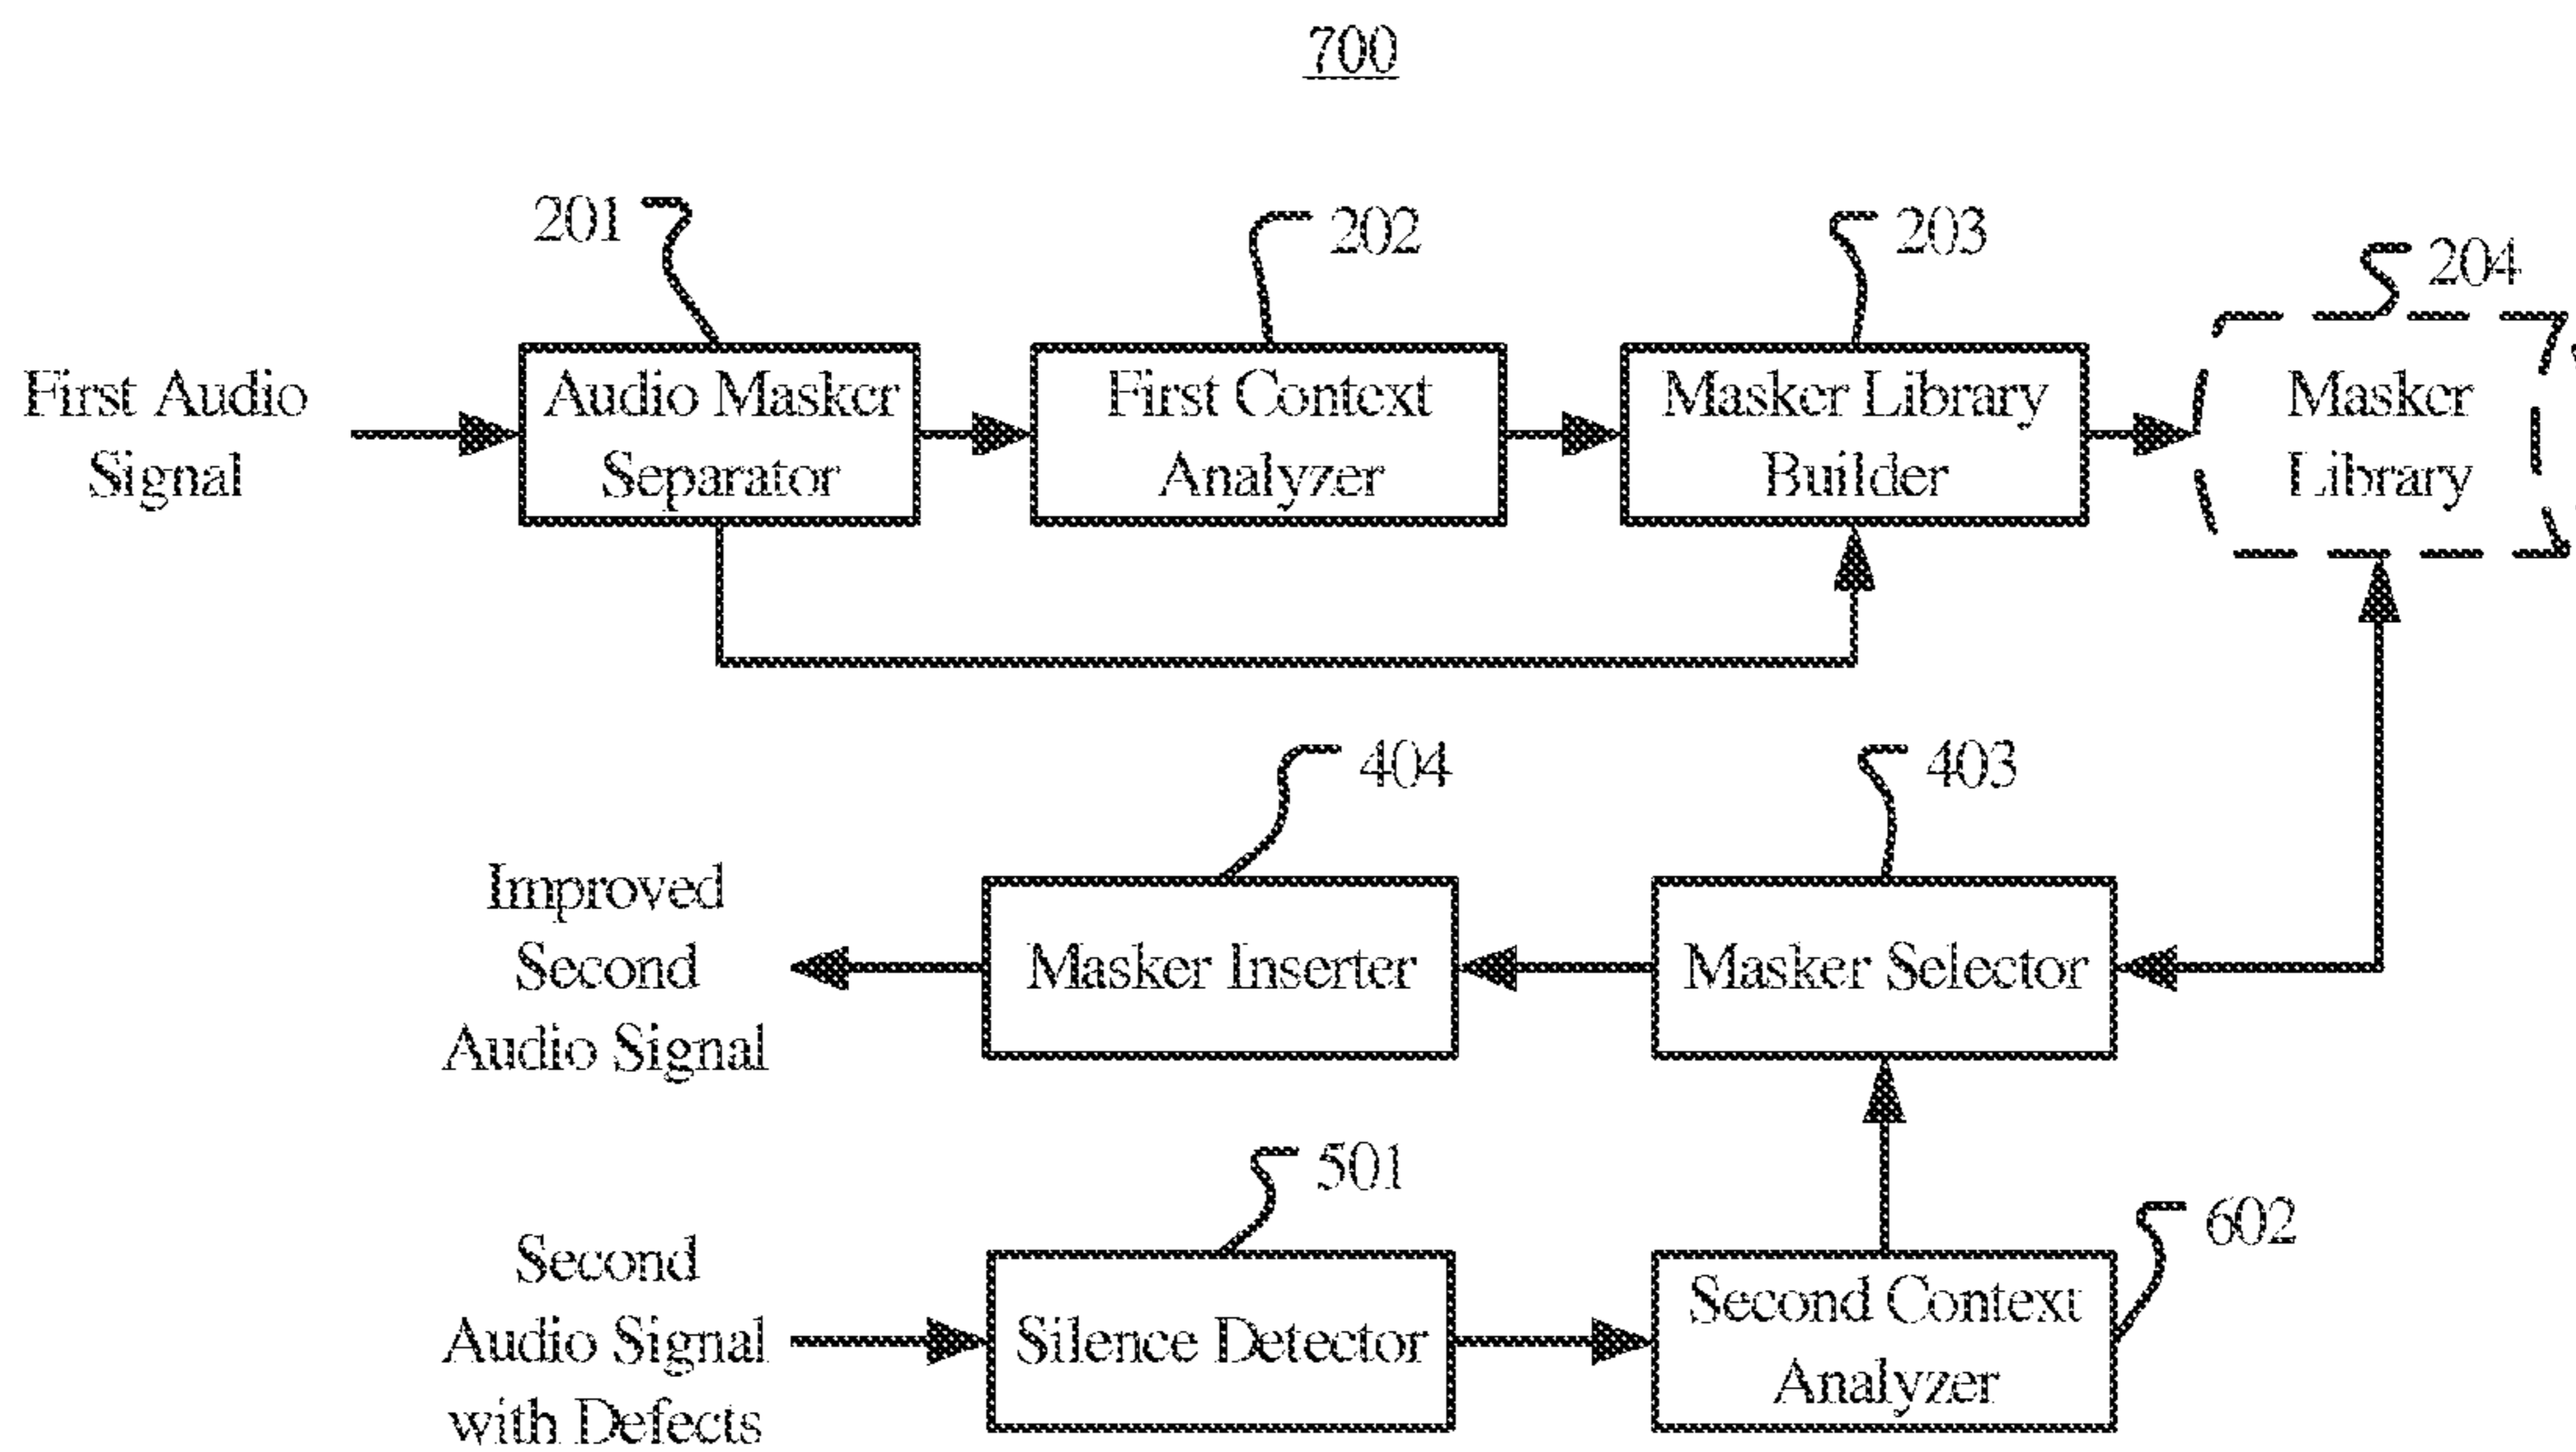 700
201
202
203
204
First Audio
Signal
Audio Masker
Separator
First Context
Analyzer
Masker Library
Builder
Masker
Library
404
403
Improved
Second
Audio Signal
Masker Inserter
Masker Selector
501
602
Second
Audio Signal
with Defects
Silence Detector
Second Context
Analyzer